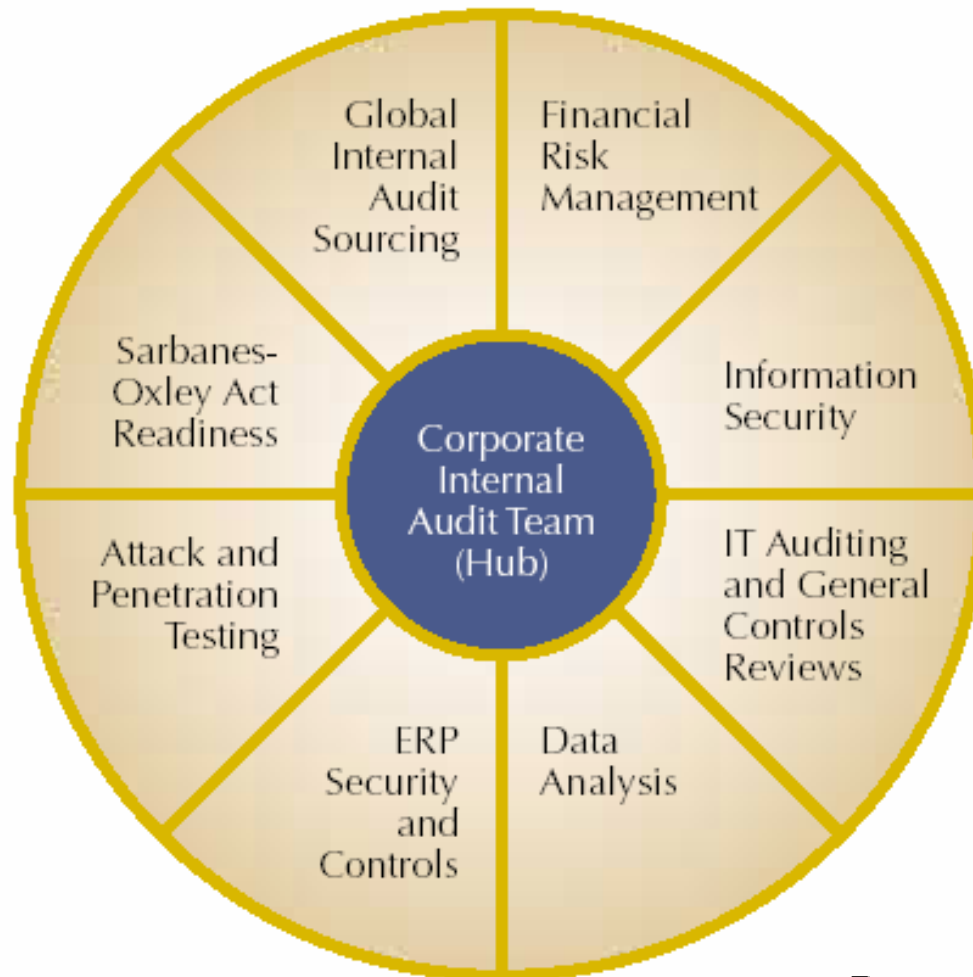 Global
Internal
Audit
Sourcing
Financial
Risk
Management
Information
Security
IT Auditing
and General
Controls
Reviews
Data
Analysis
ERP
Security
and
Controls
Attack and
Penetration
Testing
Sarbanes-
Oxley Act
Readiness
Corporate
Internal
Audit Team
(Hub)